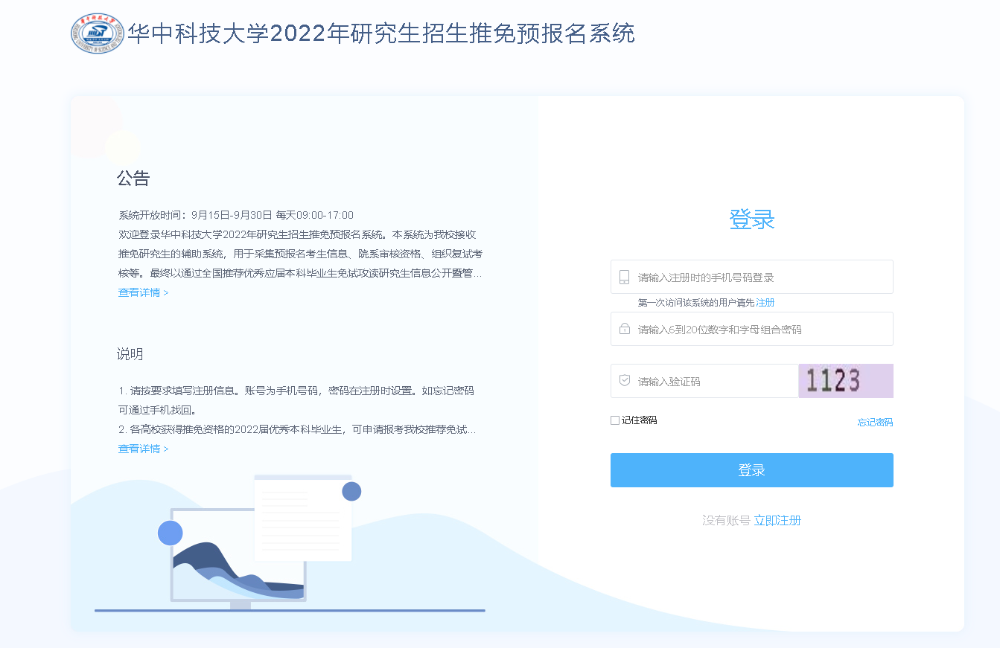 华中科技大学2022年研究生招生推免预报名系统
公告
系统开放时间：9月15日-9月30日 每天09:00-17:00
欢迎登录华中科技大学2022年研究生招生推免预报名系统。本系统为我校接收
推免研究生的辅助系统，用于采集预报名考生信息、院系审核资格、组织复试考
核等。最终以通过全国推荐优秀应届本科毕业生免试攻读研究生信息公开暨管...
查看详情 >
说明
1. 请按要求填写注册信息。账号为手机号码，密码在注册时设置。如忘记密码
可通过手机找回。
2. 各高校获得推免资格的2022届优秀本科毕业生，可申请报考我校推荐免试...
查看详情 >
登录
请输入注册时的手机号码登录
第一次访问该系统的用户请先 注册
请输入6到20位数字和字母组合密码
请输入验证码
1123
记住密码
忘记密码
登录
没有账号 立即注册